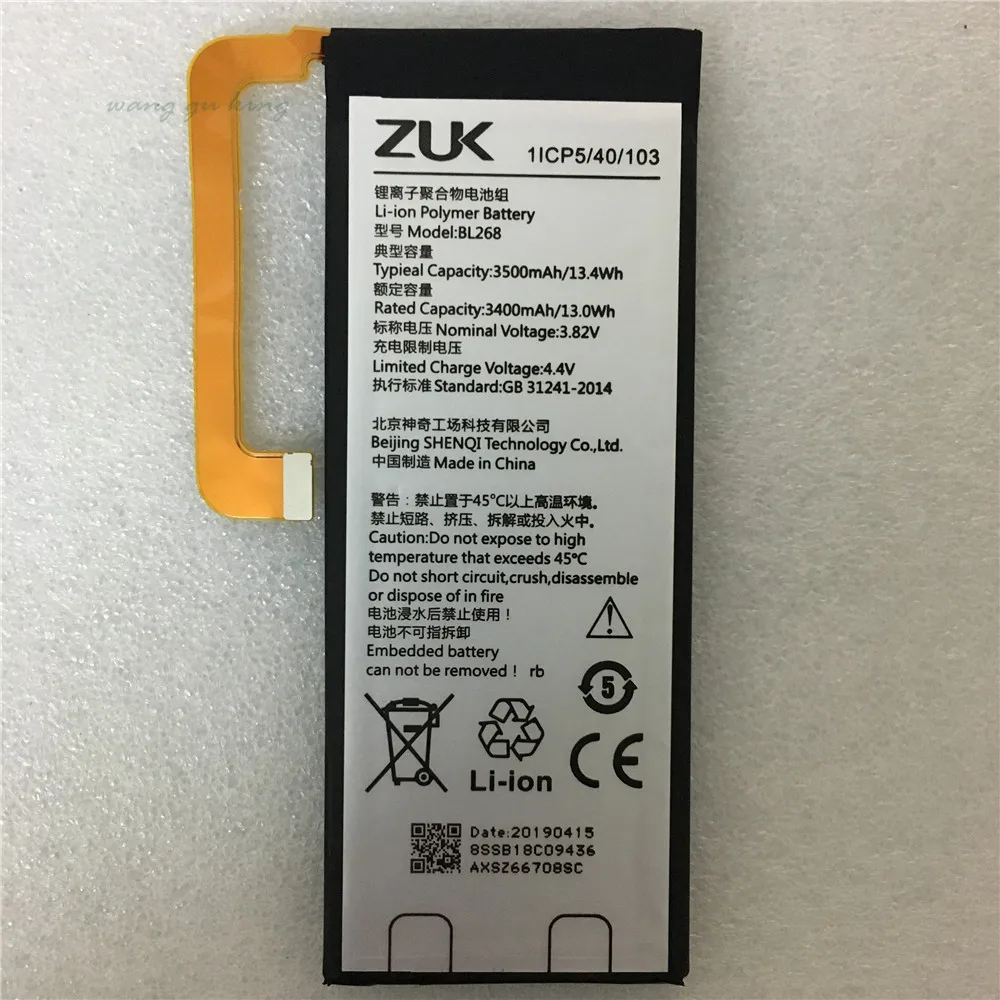 wang gu king
ZUK
1ICP5/40/103
锂离子聚合物电池组
Li-ion Polymer Battery
型号 Model:BL268
典型容量
Typieal Capacity:3500mAh/13.4Wh
额定容量
Rated Capacity:3400mAh/13.0Wh
标称电压 Nominal Voltage:3.82V
充电限制电压
Limited Charge Voltage:4.4V
执行标准 Standard:GB 31241-2014
北京神奇工场科技有限公司
Beijing SHENQI Technology Co.,Ltd.
中国制造 Made in China
警告：禁止置于45℃以上高温环境。
禁止短路、挤压、拆解或投入火中。
Caution:Do not expose to high
temperature that exceeds 45℃
Do not short circuit,crush,disassemble
or dispose of in fire
电池浸水后禁止使用！
电池不可指拆卸
Embedded battery
can not be removed！ rb
5
Li-ion
CE
Date:20190415
8SSB18C09436
AXSZ66708SC